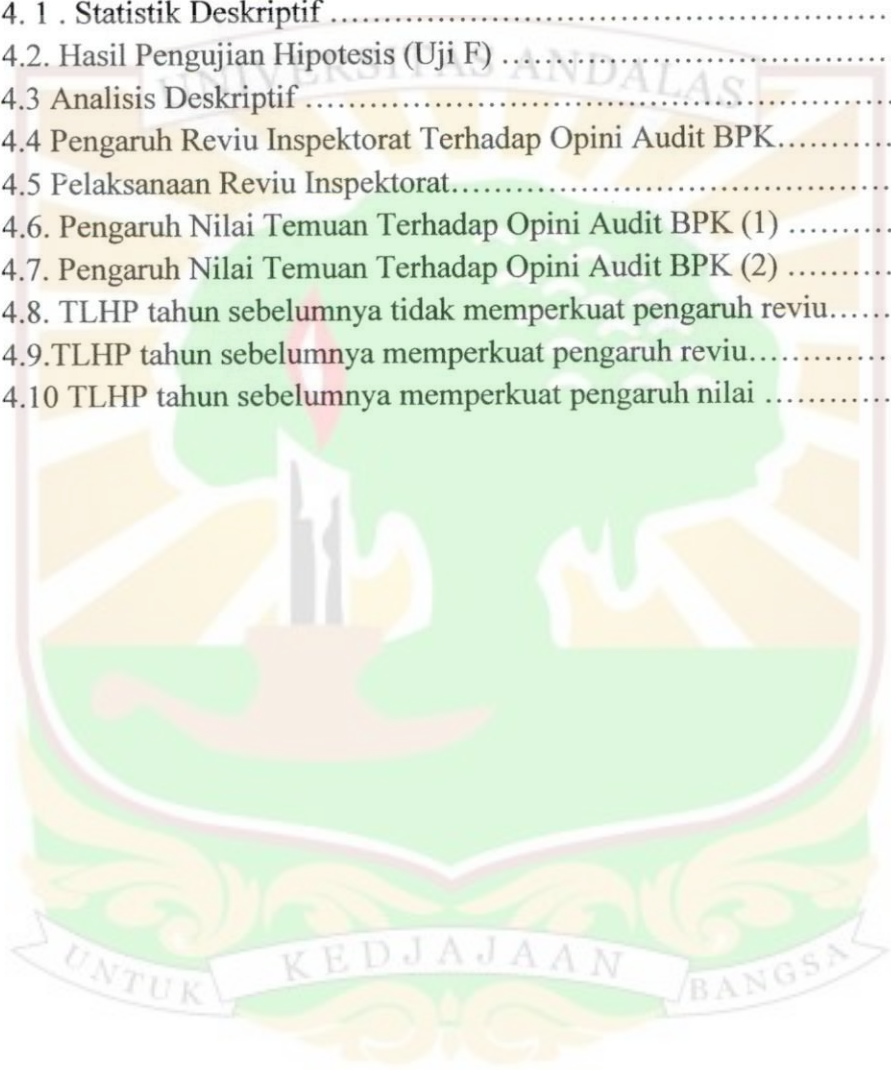 4. 1 . Statistik Deskriptif ................................................
4.2. Hasil Pengujian Hipotesis (Uji F) ...................................
4.3 Analisis Deskriptif ...................................................
4.4 Pengaruh Reviu Inspektorat Terhadap Opini Audit BPK............
4.5 Pelaksanaan Reviu Inspektorat.......................................
4.6. Pengaruh Nilai Temuan Terhadap Opini Audit BPK (1) ...........
4.7. Pengaruh Nilai Temuan Terhadap Opini Audit BPK (2) ...........
4.8. TLHP tahun sebelumnya tidak memperkuat pengaruh reviu......
4.9.TLHP tahun sebelumnya memperkuat pengaruh reviu..............
4.10 TLHP tahun sebelumnya memperkuat pengaruh nilai .............
UNIVERSITAS ANDALAS
UNTUK KEDJAJAAN BANGSA